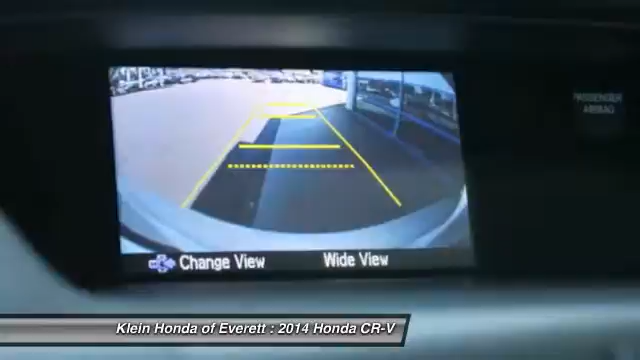 PASSENGER
AIRBAG
Change View
Wide View
Klein Honda of Everett : 2014 Honda CR-V